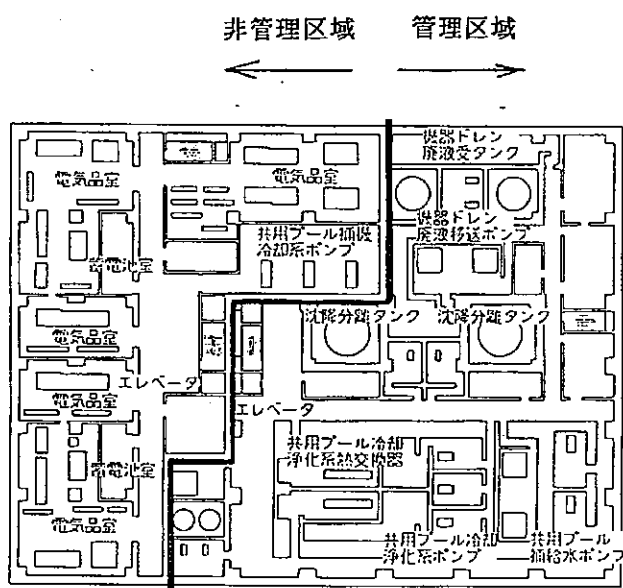 非管理区域 管理区域
機器ドレン
廃液受タンク
電気品室
電気品室
共用プール補機
冷却系ポンプ
機器ドレン
廃液移送ポンプ
蓄電池室
沈降分離タンク
沈降分離タンク
電気品室
エレベータ
電気品室
エレベータ
共用プール冷却
浄化系熱交換器
蓄電池室
電気品室
共用プール冷却
浄化系ポンプ
共用プール
補給水ポンプ